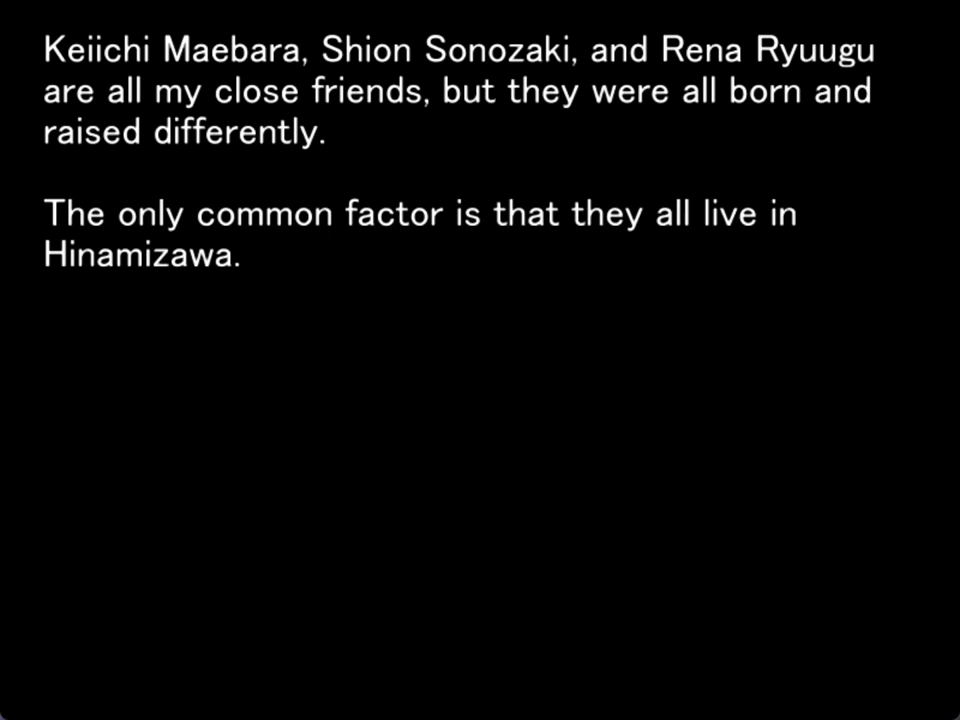 Keiichi Maebara, Shion Sonozaki, and Rena Ryuugu
are all my close friends, but they were all born and
raised differently.
The only common factor is that they all live in
Hinamizawa.